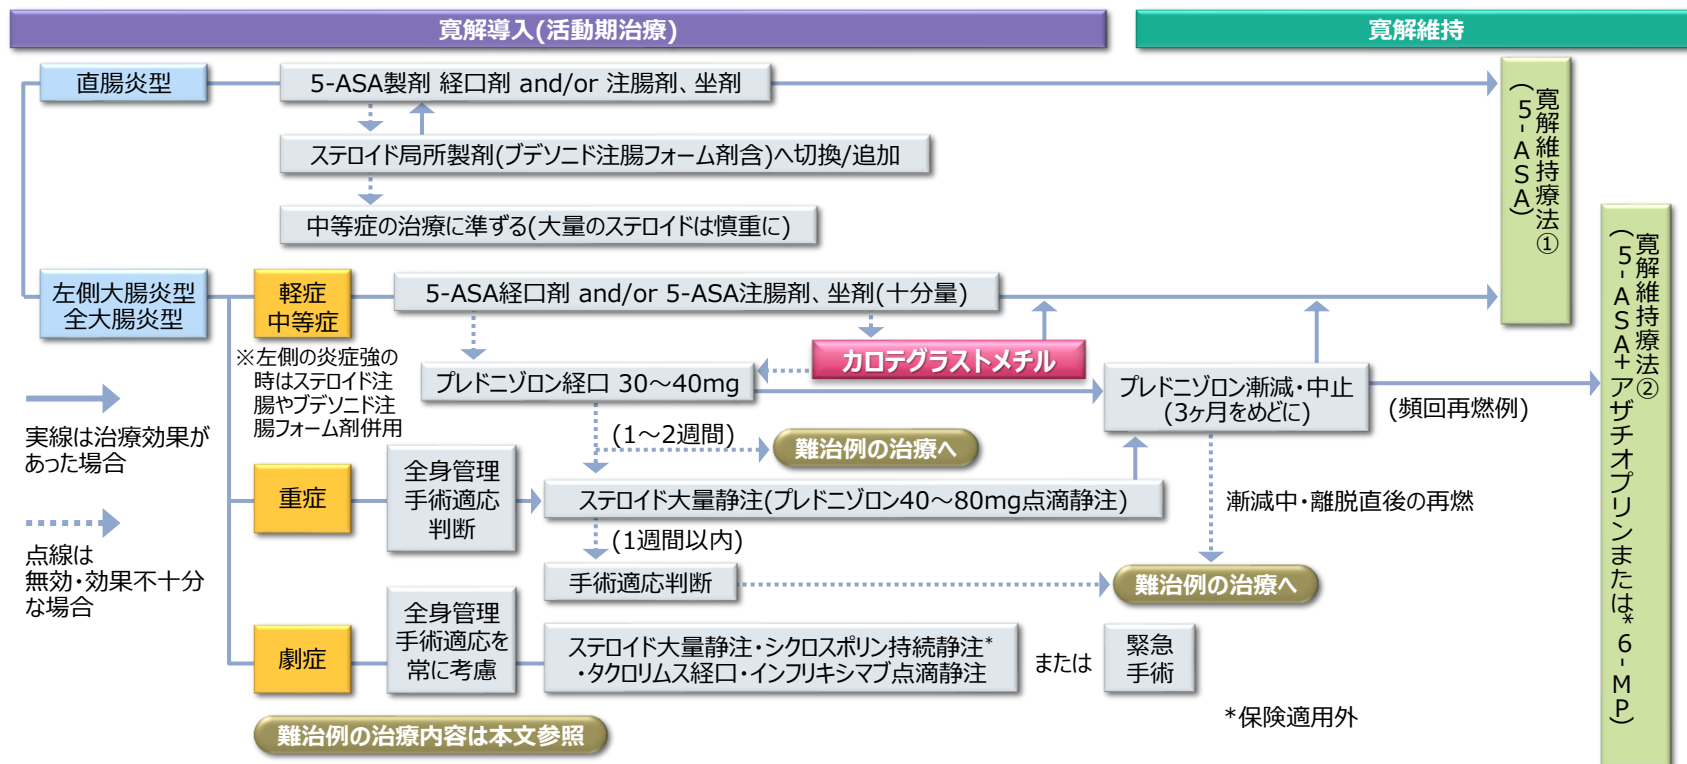 寛解導入(活動期治療)
寛解維持
直腸炎型
5-ASA製剤 経口剤 and/or 注腸剤、坐剤
ステロイド局所製剤(ブデソニド注腸フォーム剤含)へ切換/追加
中等症の治療に準ずる(大量のステロイドは慎重に)
寛解維持療法①
(5-ASA)
左側大腸炎型
全大腸炎型
軽症
中等症
5-ASA経口剤 and/or 5-ASA注腸剤、坐剤(十分量)
※左側の炎症強の
時はステロイド注
腸やブデソニド注
腸フォーム剤併用
カロテグラストメチル
プレドニゾロン経口 30〜40mg
プレドニゾロン漸減・中止
(3ヶ月をめどに)
(頻回再燃例)
寛解維持療法②
(5-ASA+アザチオプリンまたは*6-MP)
実線は治療効果が
あった場合
(1〜2週間)
難治例の治療へ
重症
全身管理
手術適応
判断
ステロイド大量静注(プレドニゾロン40〜80mg点滴静注)
漸減中・離脱直後の再燃
点線は
無効・効果不十分
な場合
(1週間以内)
手術適応判断
難治例の治療へ
劇症
全身管理
手術適応を
常に考慮
ステロイド大量静注・シクロスポリン持続静注*
・タクロリムス経口・インフリキシマブ点滴静注
または
緊急
手術
*保険適用外
難治例の治療内容は本文参照